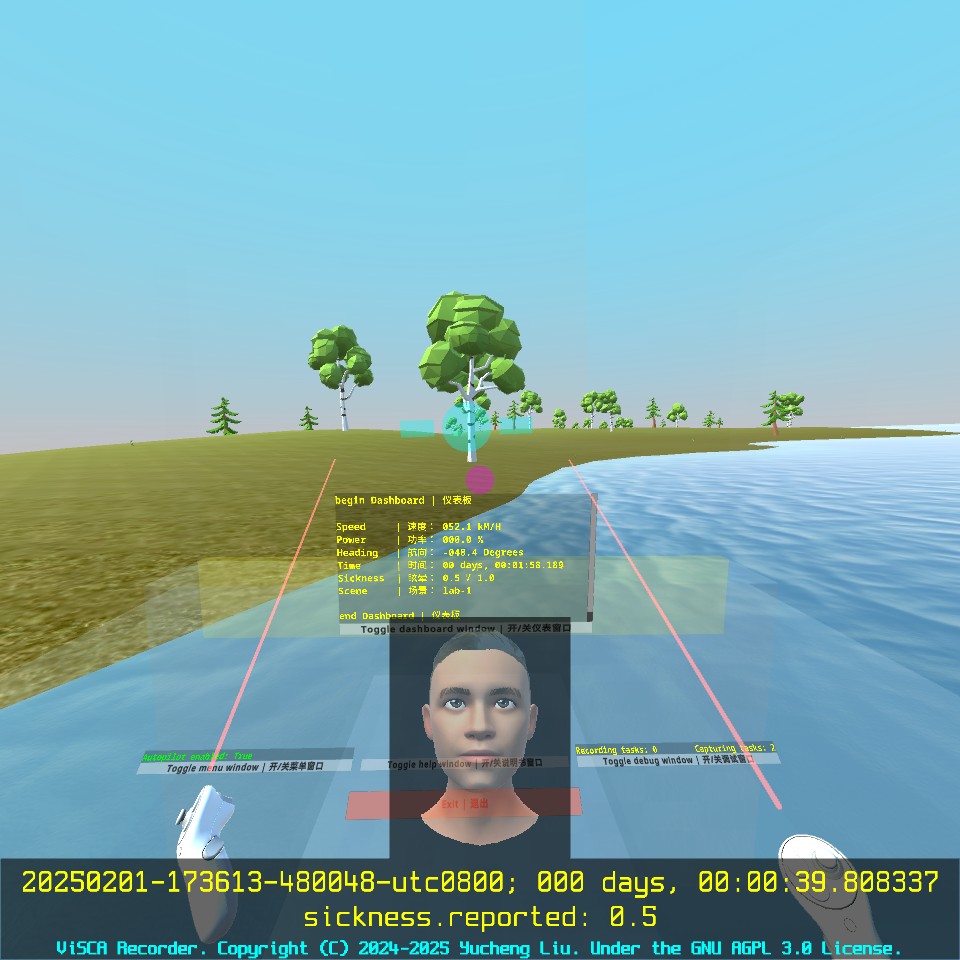 begin Dashboard | 仪表板
Speed | 速度： 052.1 kM/H
Power | 功率： 000.0 %
Heading | 航向： -048.4 Degrees
Time | 时间： 00 days, 00:01:58.189
Sickness | 眩晕： 0.5 / 1.0
Scene | 场景： lab-1
end Dashboard | 仪表板
Toggle dashboard window | 开/关仪表窗口
Autopilot enabled: True
Toggle menu window | 开/关菜单窗口
Toggle help window | 开/关说明书窗口
Recording tasks: 0 Capturing tasks: 2
Toggle debug window | 开/关调试窗口
Exit | 退出
20250201-173613-480048-utc0800; 000 days, 00:00:39.808337
sickness.reported: 0.5
ViSCA Recorder. Copyright (C) 2024-2025 Yucheng Liu. Under the GNU AGPL 3.0 License.